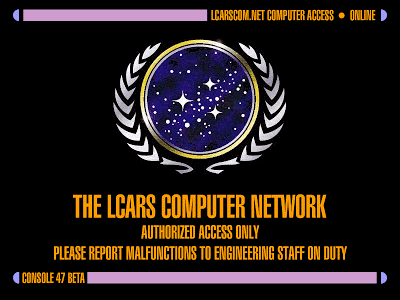 LCARSCOM.NET COMPUTER ACCESS • ONLINE
THE LCARS COMPUTER NETWORK
AUTHORIZED ACCESS ONLY
PLEASE REPORT MALFUNCTIONS TO ENGINEERING STAFF ON DUTY
CONSOLE 47 BETA